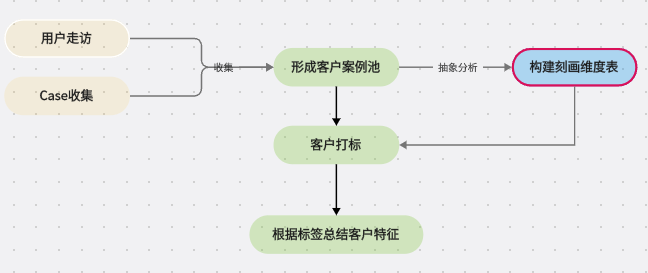 用户走访
Case收集
收集
形成客户案例池
抽象分析
构建刻画维度表
客户打标
根据标签总结客户特征